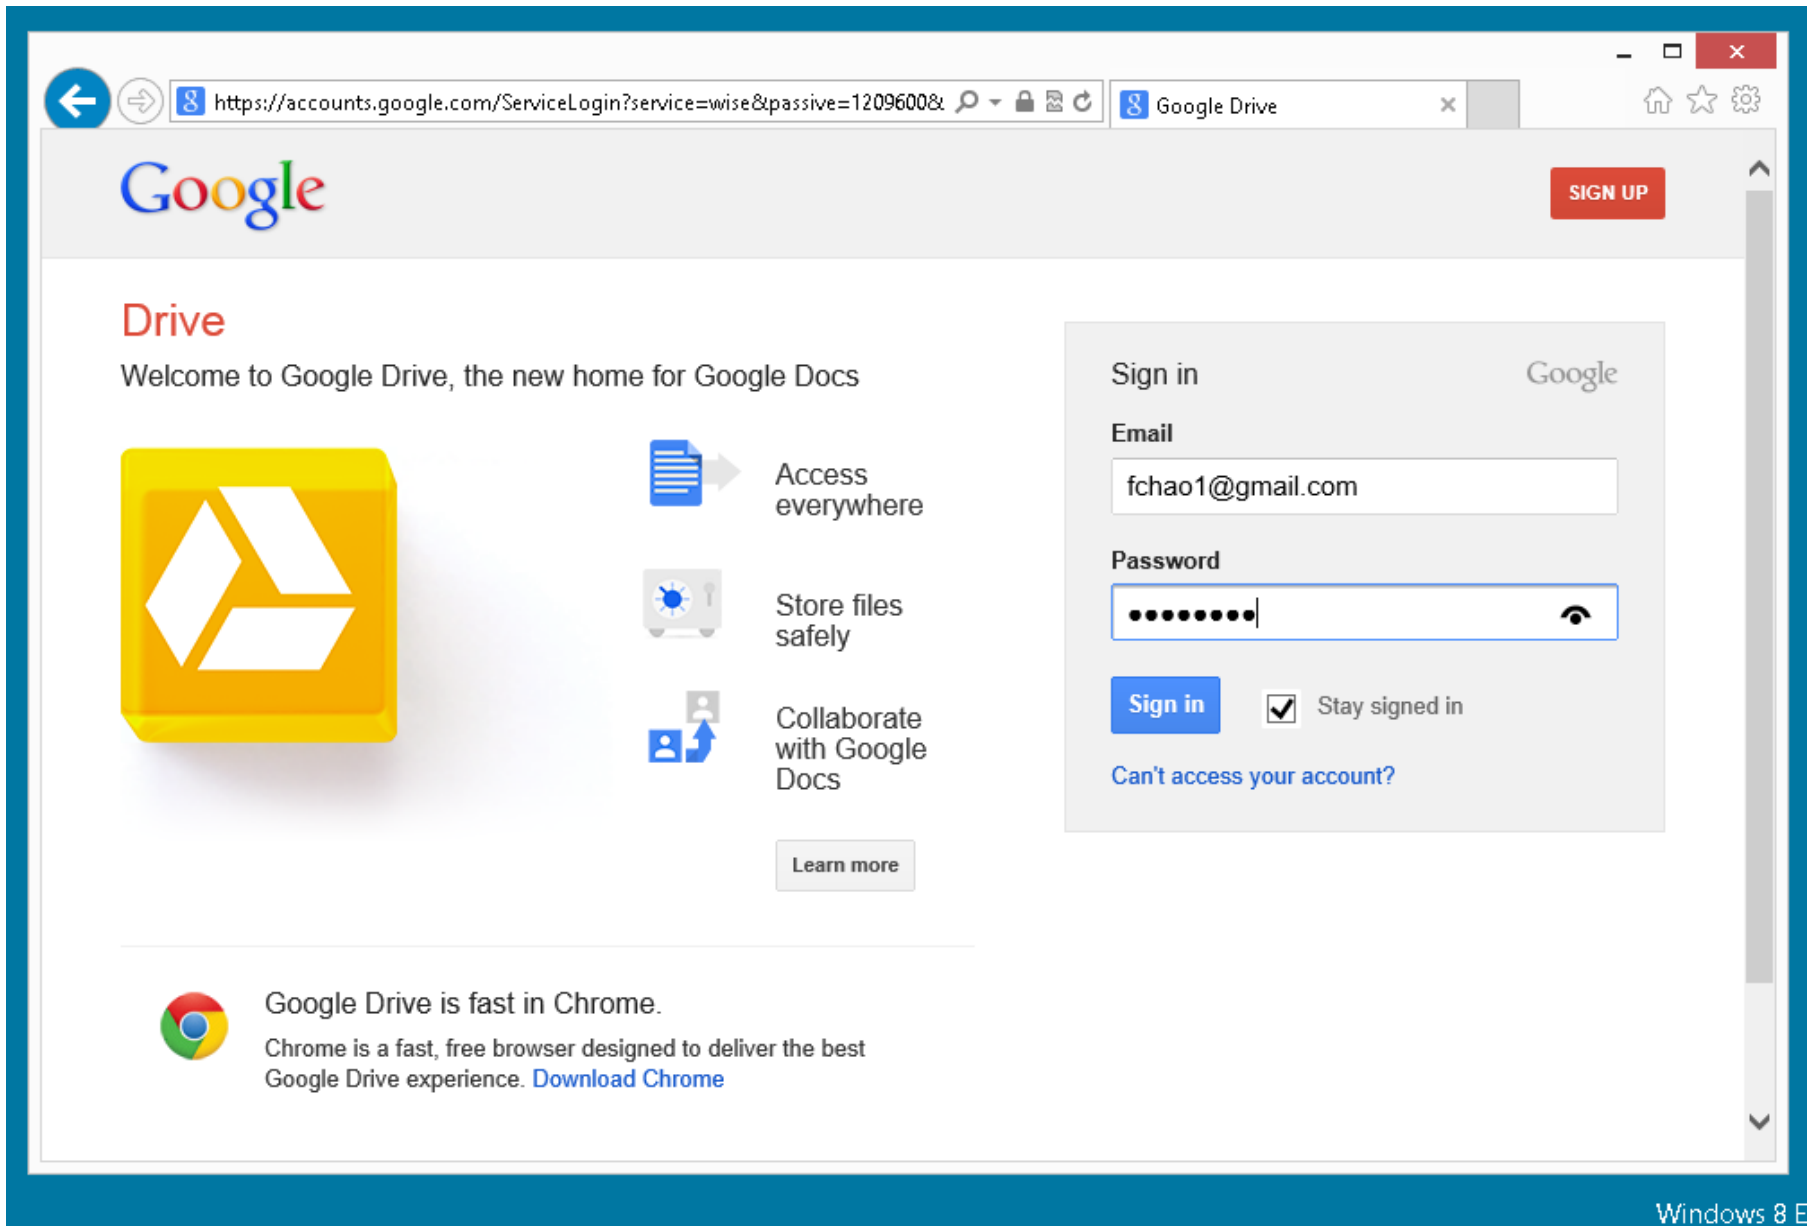 https://accounts.google.com/ServiceLogin?service=wise&passive=1209600&
Google Drive
Google
SIGN UP
Drive
Welcome to Google Drive, the new home for Google Docs
Access
everywhere
Store files
safely
Collaborate
with Google
Docs
Learn more
Sign in
Google
Email
fchao1@gmail.com
Password
Sign in
Stay signed in
Can't access your account?
Google Drive is fast in Chrome.
Chrome is a fast, free browser designed to deliver the best
Google Drive experience. Download Chrome
Windows 8 E